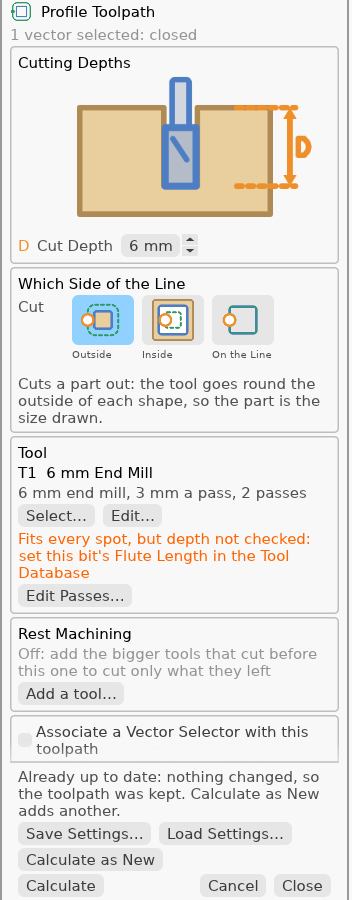 Profile Toolpath
1 vector selected: closed
Cutting Depths
D
D Cut Depth 6 mm
Which Side of the Line
Cut
Outside Inside On the Line
Cuts a part out: the tool goes round the
outside of each shape, so the part is the
size drawn.
Tool
T1 6 mm End Mill
6 mm end mill, 3 mm a pass, 2 passes
Select... Edit...
Fits every spot, but depth not checked:
set this bit's Flute Length in the Tool
Database
Edit Passes...
Rest Machining
Off: add the bigger tools that cut before
this one to cut only what they left
Add a tool...
Associate a Vector Selector with this
toolpath
Already up to date: nothing changed, so
the toolpath was kept. Calculate as New
adds another.
Save Settings... Load Settings...
Calculate as New
Calculate Cancel Close